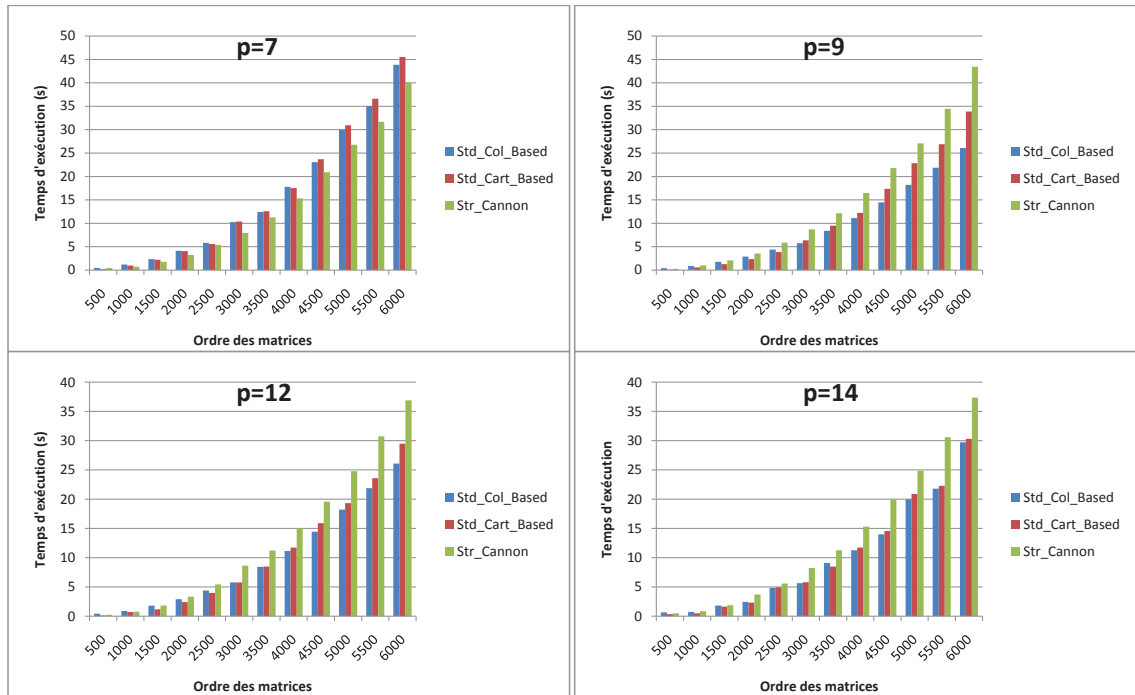 p=7
Temps d'exécution (s)
50
45
40
35
30
25
20
15
10
5
0
500 1000 1500 2000 2500 3000 3500 4000 4500 5000 5500 6000
Ordre des matrices
Std_Col_Based
Std_Cart_Based
Str_Cannon
p=9
Temps d'exécution (s)
50
45
40
35
30
25
20
15
10
5
0
500 1000 1500 2000 2500 3000 3500 4000 4500 5000 5500 6000
Ordre des matrices
Std_Col_Based
Std_Cart_Based
Str_Cannon
p=12
Temps d'exécution (s)
40
35
30
25
20
15
10
5
0
500 1000 1500 2000 2500 3000 3500 4000 4500 5000 5500 6000
Ordre des matrices
Std_Col_Based
Std_Cart_Based
Str_Cannon
p=14
Temps d'exécution
40
35
30
25
20
15
10
5
0
500 1000 1500 2000 2500 3000 3500 4000 4500 5000 5500 6000
Ordre des matrices
Std_Col_Based
Std_Cart_Based
Str_Cannon